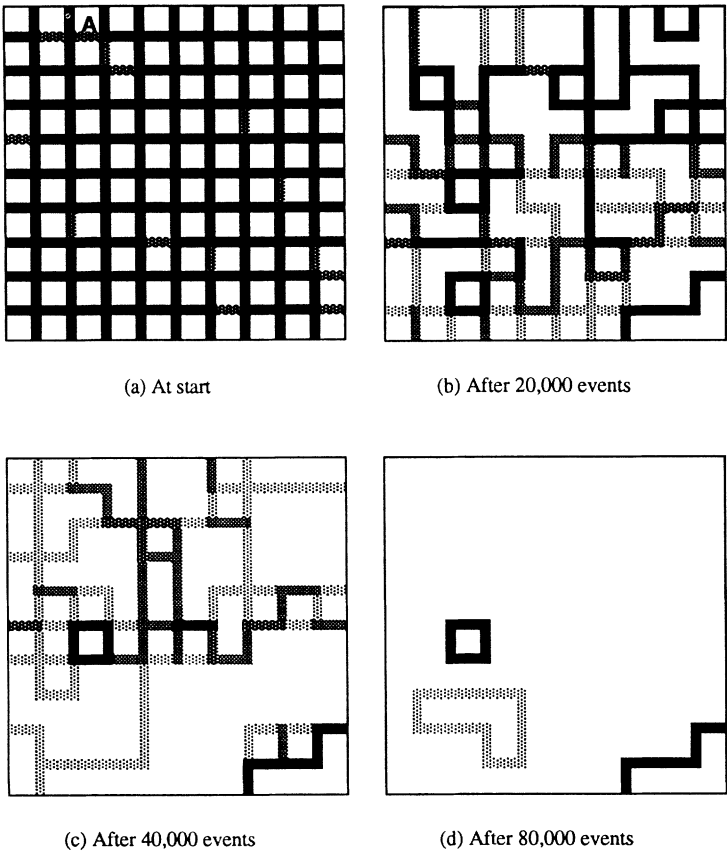 A
(a) At start
(b) After 20,000 events
(c) After 40,000 events
(d) After 80,000 events